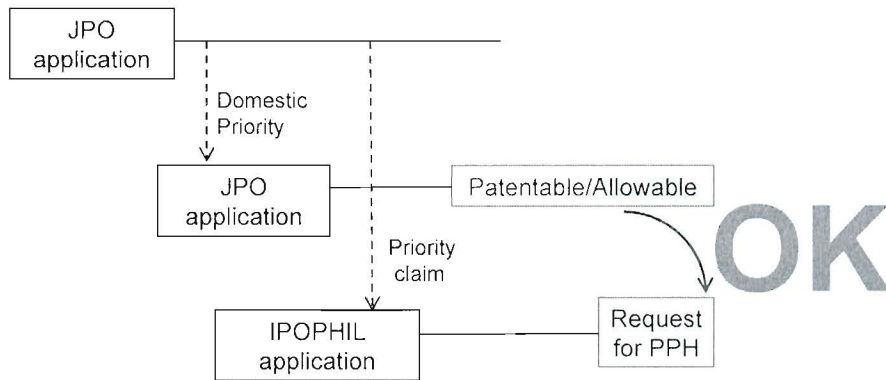 JPO
application
Domestic
Priority
JPO
application
Patentable/Allowable
OK
Priority
claim
IPOPHIL
application
Request
for PPH